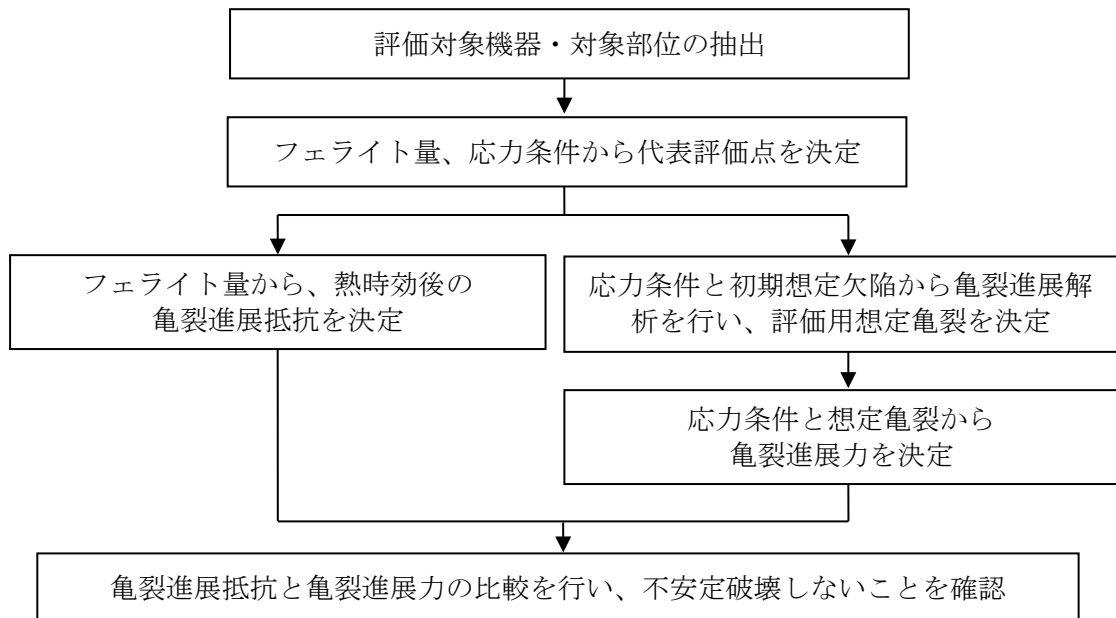 評価対象機器・対象部位の抽出
フェライト量、応力条件から代表評価点を決定
フェライト量から、熱時効後の
亀裂進展抵抗を決定
応力条件と初期想定欠陥から亀裂進展解
析を行い、評価用想定亀裂を決定
応力条件と想定亀裂から
亀裂進展力を決定
亀裂進展抵抗と亀裂進展力の比較を行い、不安定破壊しないことを確認